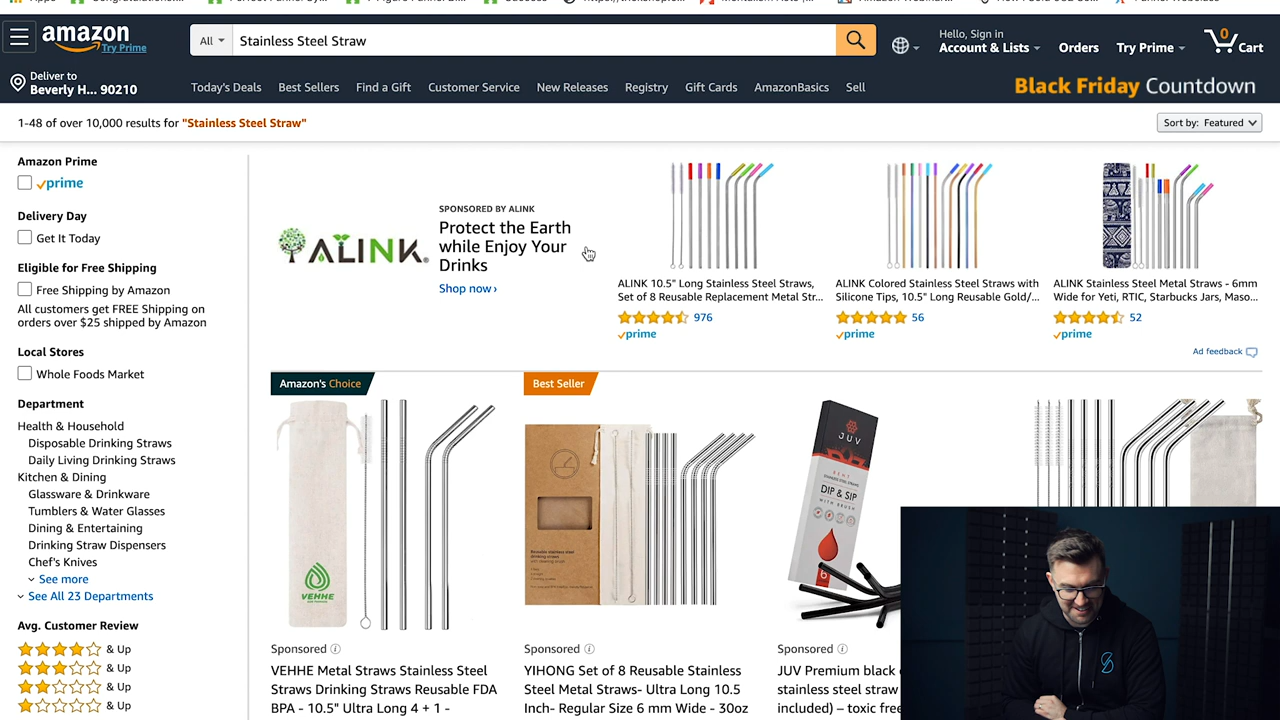 amazon
Try Prime
All
Stainless Steel Straw
Hello, Sign in
Account & Lists
Orders
Try Prime
0
Cart
Deliver to
Beverly H... 90210
Today's Deals
Best Sellers
Find a Gift
Customer Service
New Releases
Registry
Gift Cards
AmazonBasics
Sell
Black Friday Countdown
1-48 of over 10,000 results for "Stainless Steel Straw"
Sort by: Featured
Amazon Prime
prime
Delivery Day
Get It Today
Eligible for Free Shipping
Free Shipping by Amazon
All customers get FREE Shipping on
orders over $25 shipped by Amazon
Local Stores
Whole Foods Market
Department
Health & Household
Disposable Drinking Straws
Daily Living Drinking Straws
Kitchen & Dining
Glassware & Drinkware
Tumblers & Water Glasses
Dining & Entertaining
Drinking Straw Dispensers
Chef's Knives
See more
See All 23 Departments
Avg. Customer Review
& Up
& Up
& Up
& Up
ALINK®
SPONSORED BY ALINK
Protect the Earth
while Enjoy Your
Drinks
Shop now ›
ALINK 10.5" Long Stainless Steel Straws,
Set of 8 Reusable Replacement Metal Str...
976
prime
ALINK Colored Stainless Steel Straws with
Silicone Tips, 10.5" Long Reusable Gold/...
56
prime
ALINK Stainless Steel Metal Straws - 6mm
Wide for Yeti, RTIC, Starbucks Jars, Maso...
52
prime
Ad feedback
Amazon's Choice
VEHHE
Sponsored
VEHHE Metal Straws Stainless Steel
Straws Drinking Straws Reusable FDA
BPA - 10.5" Ultra Long 4 + 1 -
Best Seller
Sponsored
YIHONG Set of 8 Reusable Stainless
Steel Metal Straws- Ultra Long 10.5
Inch- Regular Size 6 mm Wide - 30oz
JUV
DIP & SIP
WITH BRUSH
Sponsored
JUV Premium black
stainless steel straw
included) – toxic fre